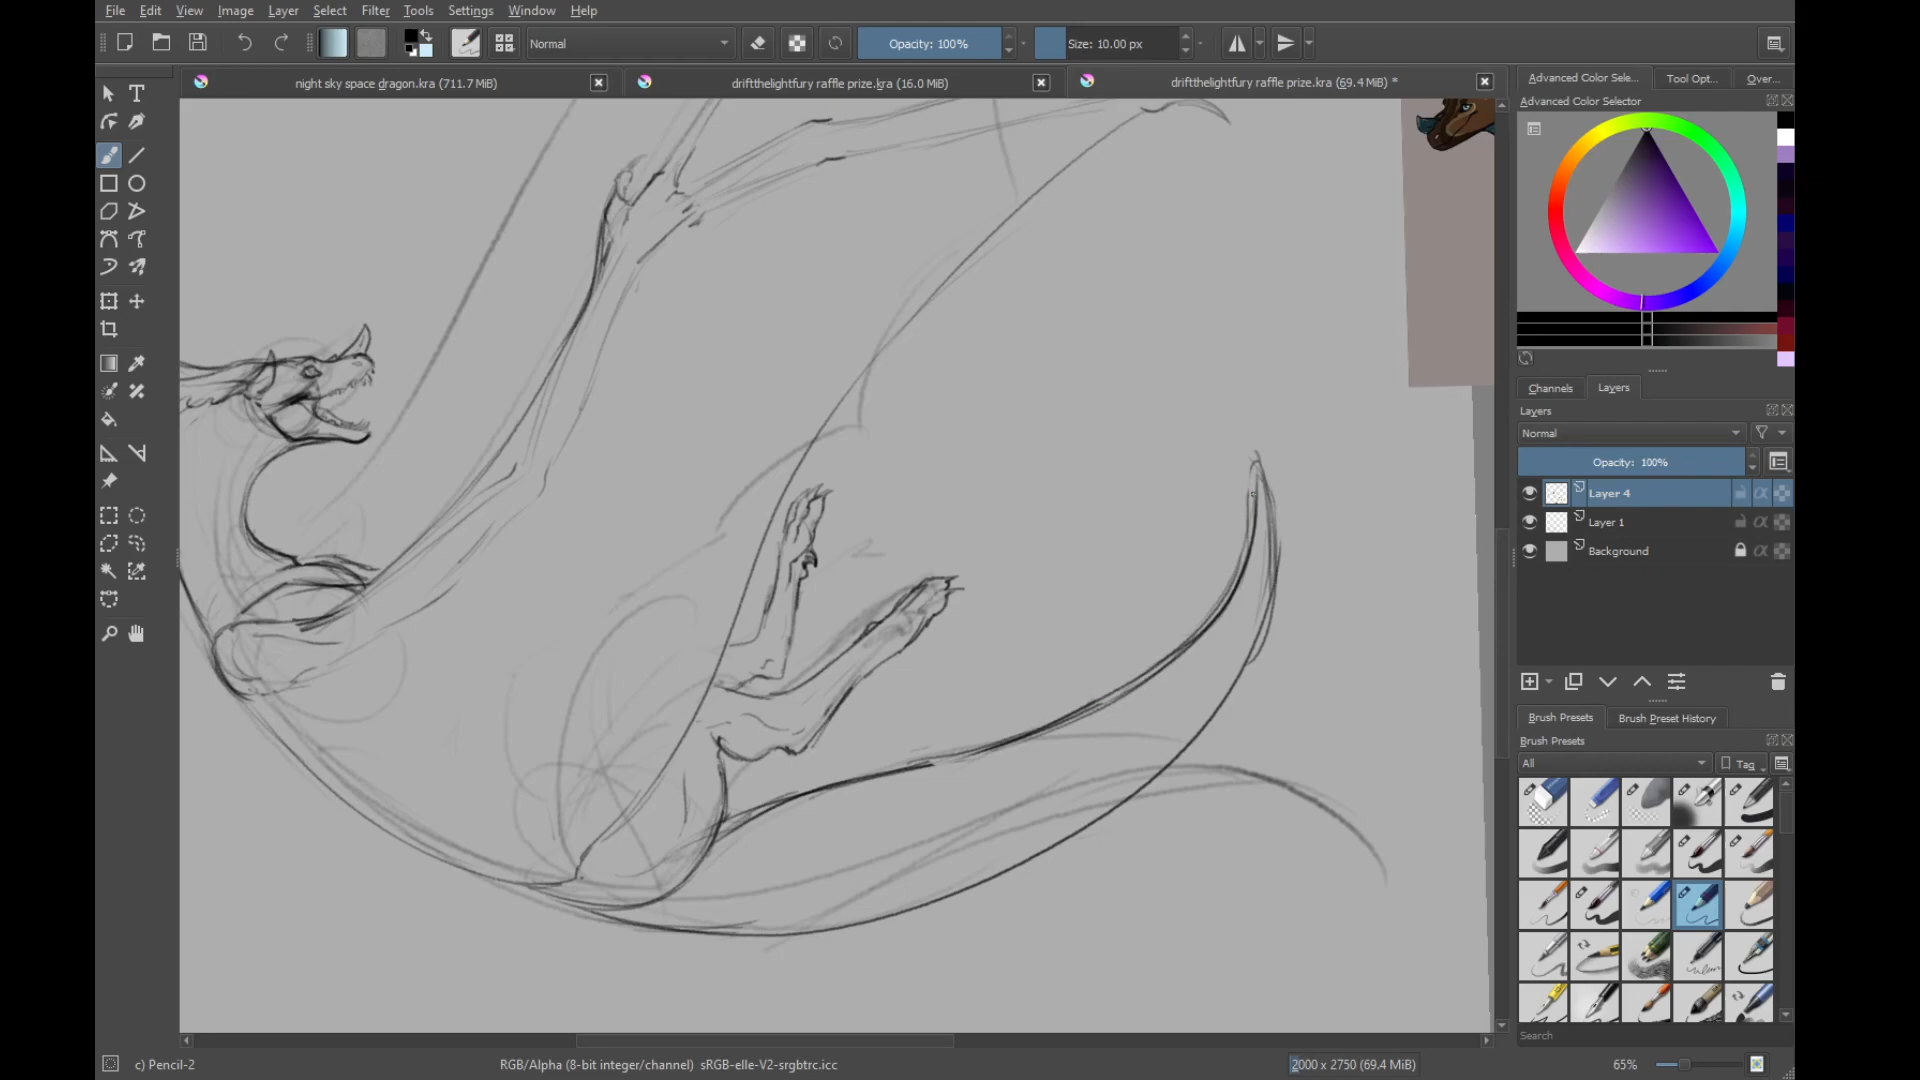 File Edit View Image Layer Select Filter Tools Settings Window Help
Normal
Opacity: 100%
Size: 10.00 px
night sky space dragon.kra (711.7 MiB)
driftthelightfury raffle prize.kra (16.0 MiB)
driftthelightfury raffle prize.kra (69.4 MiB) *
Advanced Color Sele... Tool Opt... Over...
Advanced Color Selector
Channels Layers
Layers
Normal
Opacity: 100%
Layer 4
Layer 1
Background
Brush Presets Brush Preset History
Brush Presets
All
Tag
Search
c) Pencil-2
RGB/Alpha (8-bit integer/channel) sRGB-elle-V2-srgbtrc.icc
2000 x 2750 (69.4 MiB)
65%